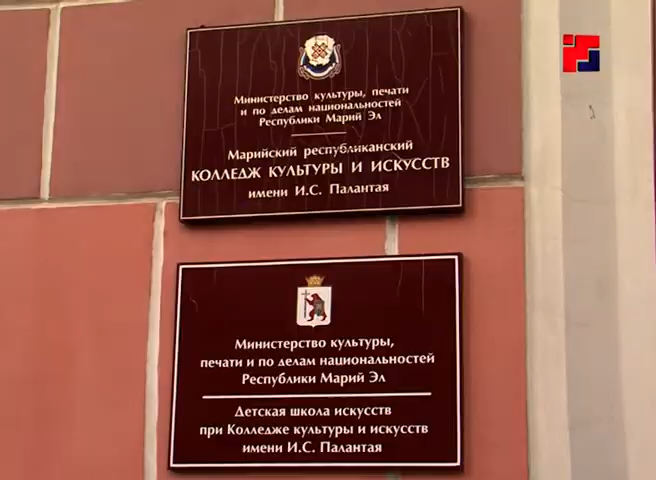 Министерство культуры, печати
и по делам национальностей
Республики Марий Эл
Марийский республиканский
КОЛЛЕДЖ КУЛЬТУРЫ И ИСКУССТВ
имени И.С. Палантая
Министерство культуры,
печати и по делам национальностей
Республики Марий Эл
Детская школа искусств
при Колледже культуры и искусств
имени И.С. Палантая